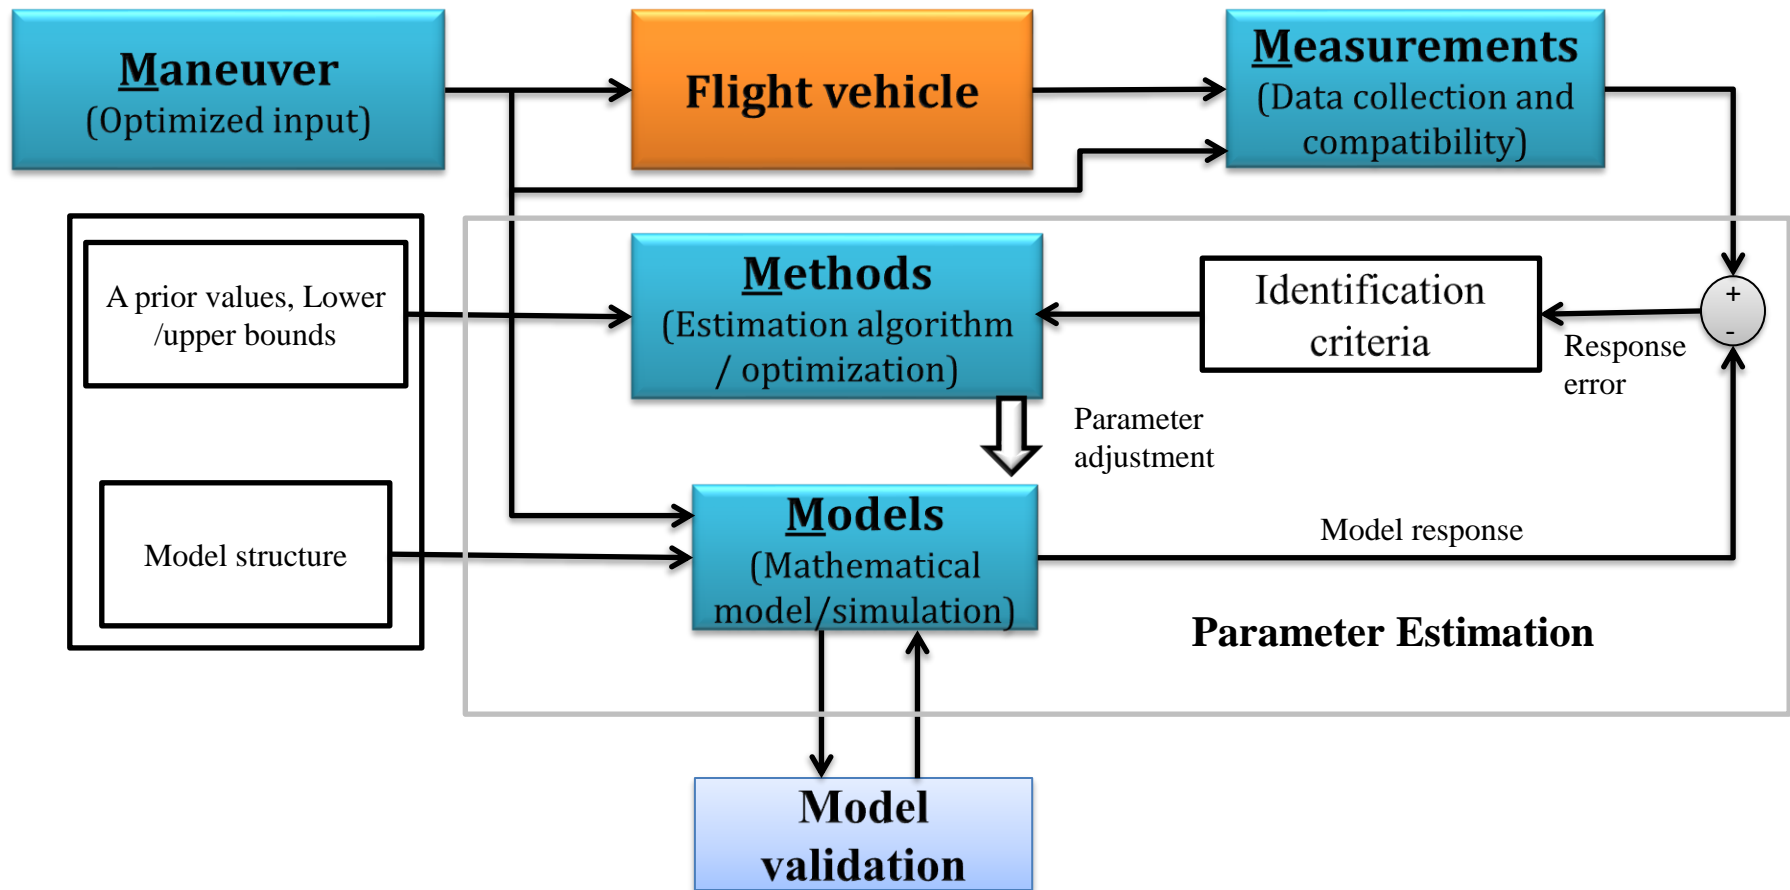 Maneuver
(Optimized input)
Flight vehicle
Measurements
(Data collection and
compatibility)
A prior values, Lower
/upper bounds
Methods
(Estimation algorithm
/ optimization)
Identification
criteria
+
-
Response
error
Parameter
adjustment
Model structure
Models
(Mathematical
model/simulation)
Model response
Parameter Estimation
Model
validation